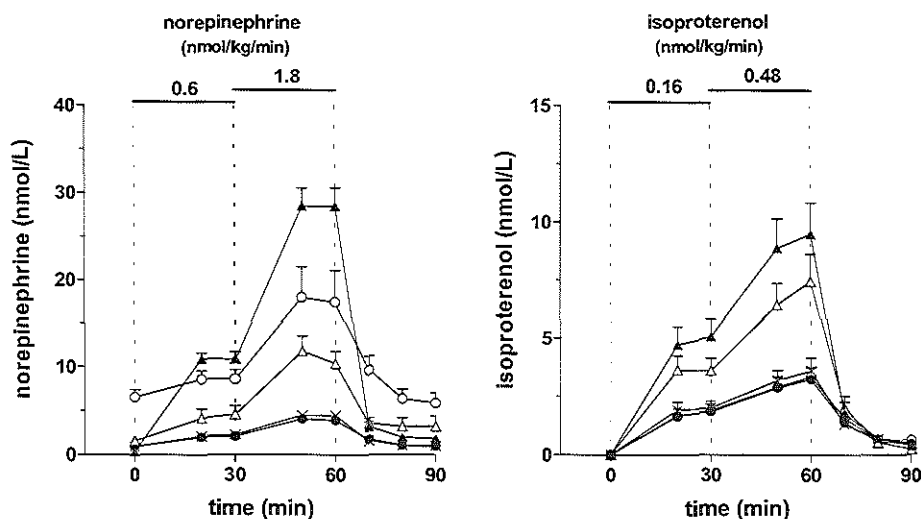 norepinephrine
(nmol/kg/min)
0.6
1.8
40
30
20
10
0
norepinephrine (nmol/L)
0
30
60
90
time (min)
isoproterenol
(nmol/kg/min)
0.16
0.48
15
10
5
0
isoproterenol (nmol/L)
0
30
60
90
time (min)